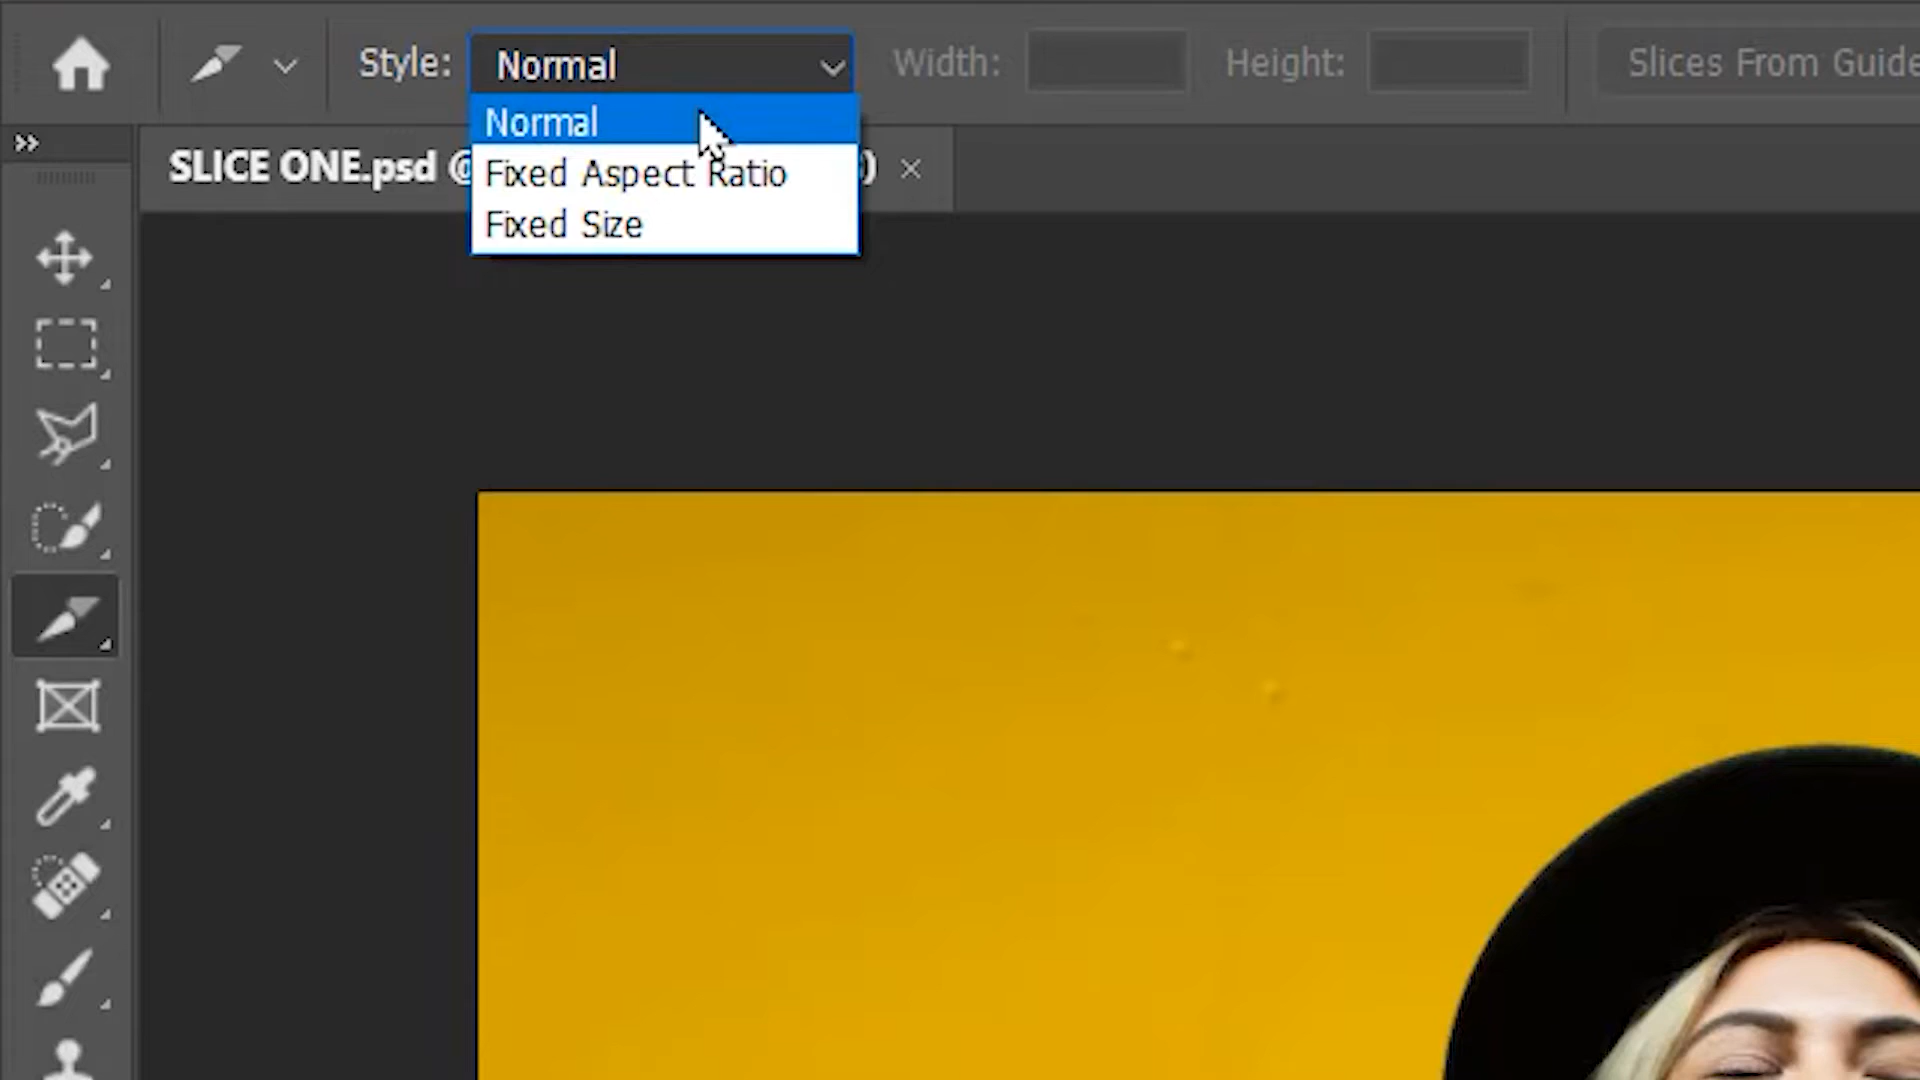 Style: Normal Width: Height: Slices From Guide
Normal
SLICE ONE.psd @ ) ×
Fixed Aspect Ratio
Fixed Size